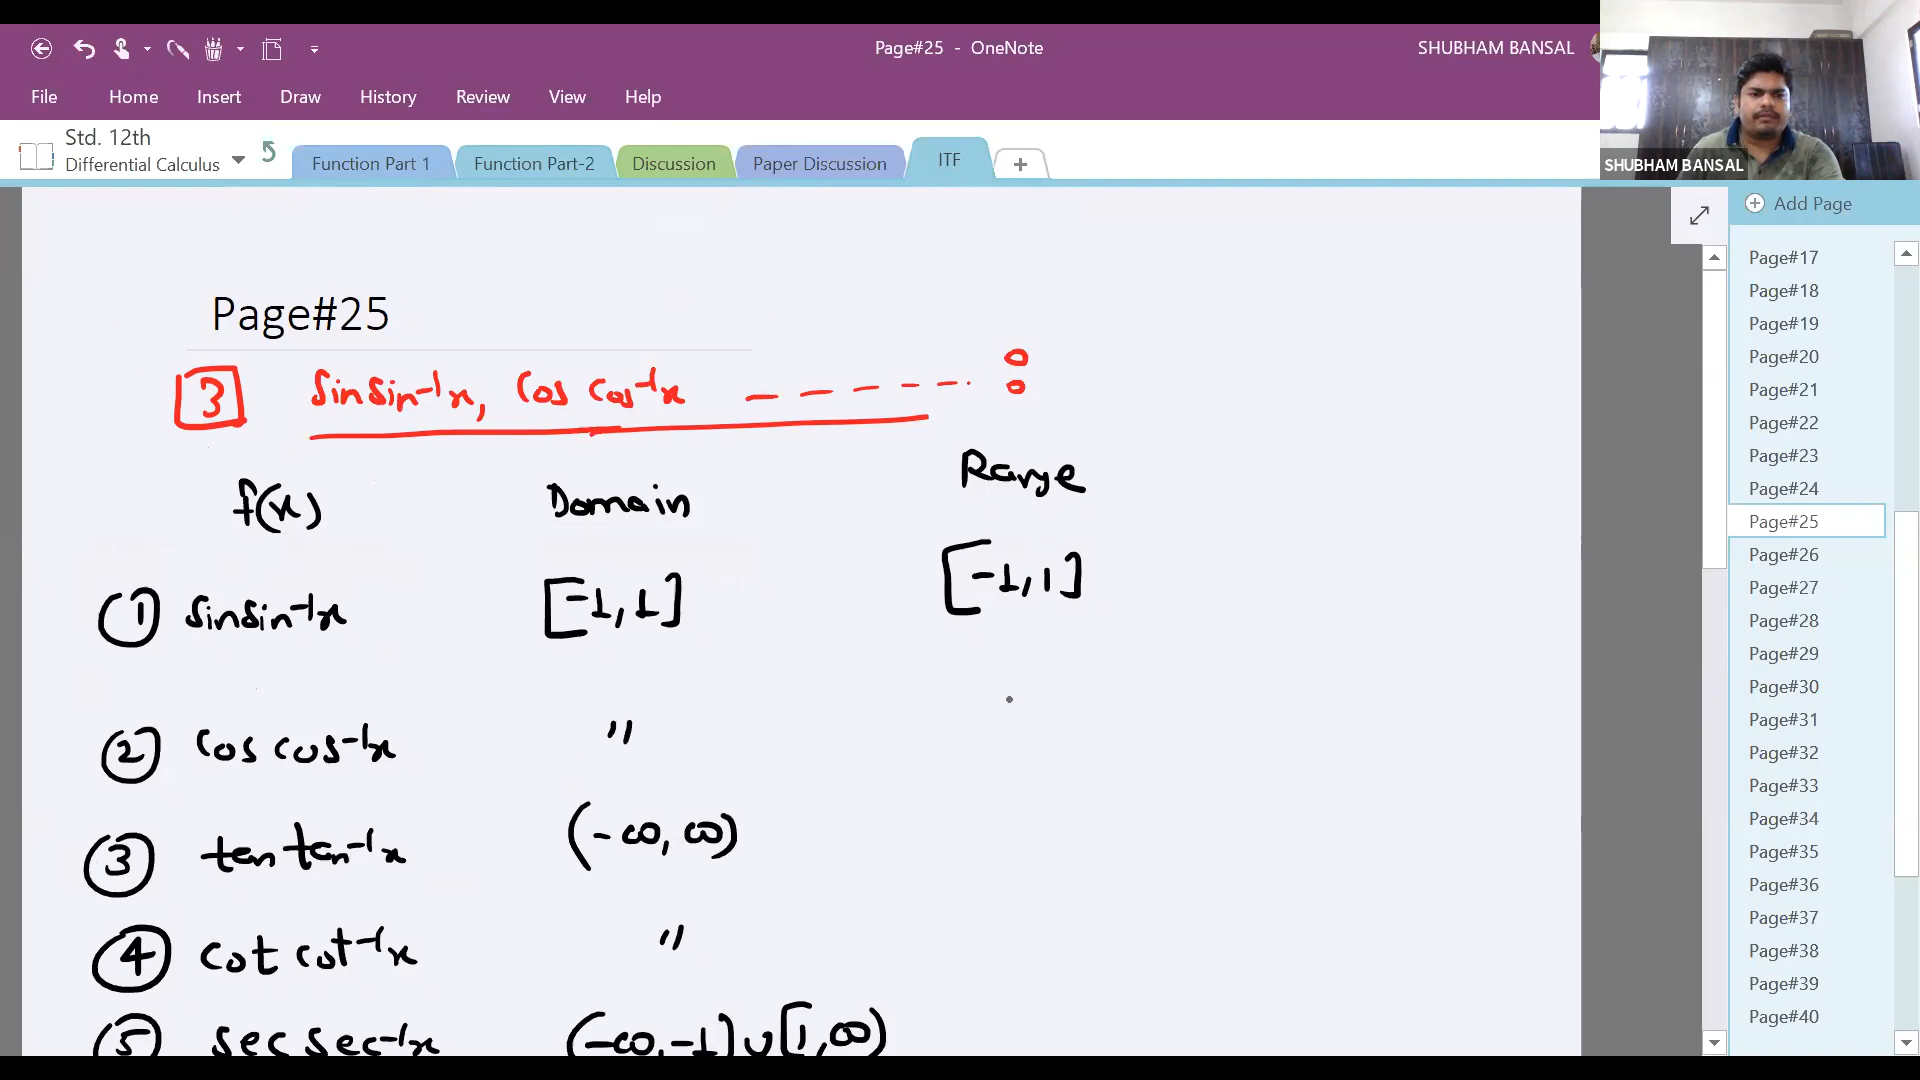 Page#25 - OneNote
SHUBHAM BANSAL
File Home Insert Draw History Review View Help
Std. 12th
Differential Calculus
Function Part 1
Function Part-2
Discussion
Paper Discussion
ITF
+
SHUBHAM BANSAL
Add Page
Page#17
Page#18
Page#19
Page#20
Page#21
Page#22
Page#23
Page#24
Page#25
Page#26
Page#27
Page#28
Page#29
Page#30
Page#31
Page#32
Page#33
Page#34
Page#35
Page#36
Page#37
Page#38
Page#39
Page#40
Page#25
3 sinsin⁻¹x, cos cos⁻¹x - - - - - - - :
f(x) Domain Range
① sinsin⁻¹x [-1, 1] [-1, 1]
② cos cos⁻¹x "
③ tan tan⁻¹x (-∞, ∞)
④ cot cot⁻¹x "
⑤ sec sec⁻¹x (-∞, -1] ∪ [1, ∞)